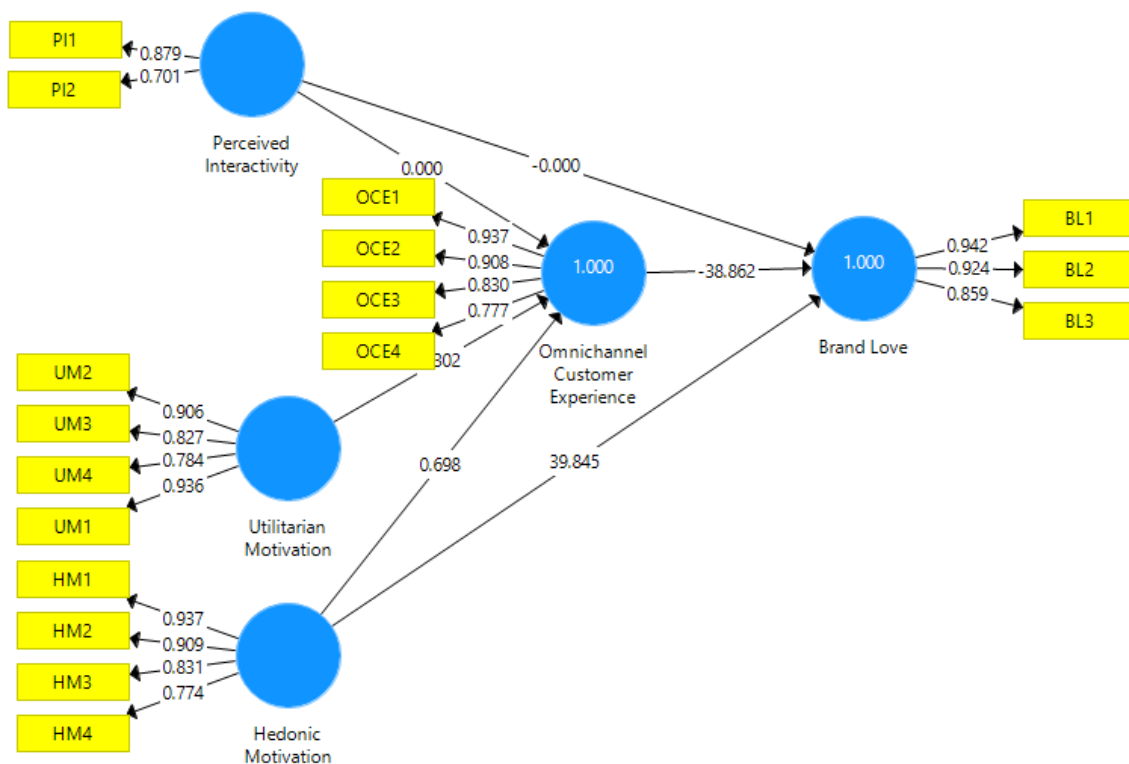 PI1
0.879
PI2
0.701
Perceived
Interactivity
0.000
-0.000
OCE1
0.937
OCE2
0.908
OCE3
0.830
OCE4
0.777
1.000
Omnichannel
Customer
Experience
-38.862
1.000
Brand Love
0.942
BL1
0.924
BL2
0.859
BL3
302
UM2
0.906
UM3
0.827
UM4
0.784
UM1
0.936
Utilitarian
Motivation
0.698
39.845
HM1
0.937
HM2
0.909
HM3
0.831
HM4
0.774
Hedonic
Motivation